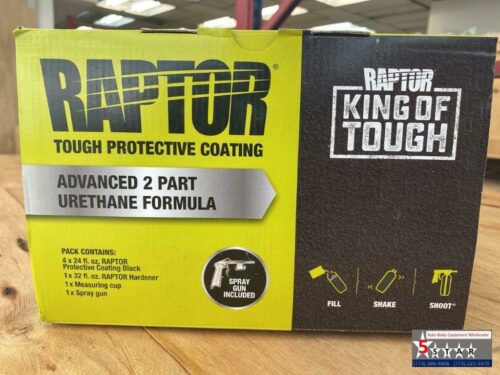 RAPTOR®
TOUGH PROTECTIVE COATING
ADVANCED 2 PART
URETHANE FORMULA
PACK CONTAINS:
4 x 24 fl. oz. RAPTOR
Protective Coating Black
1 x 32 fl. oz. RAPTOR Hardener
1 x Measuring cup
1 x Spray gun
SPRAY
GUN
INCLUDED
RAPTOR
KING OF
TOUGH
FILL
SHAKE
SHOOT
Auto Body Equipment Wholesaler
5 STAR